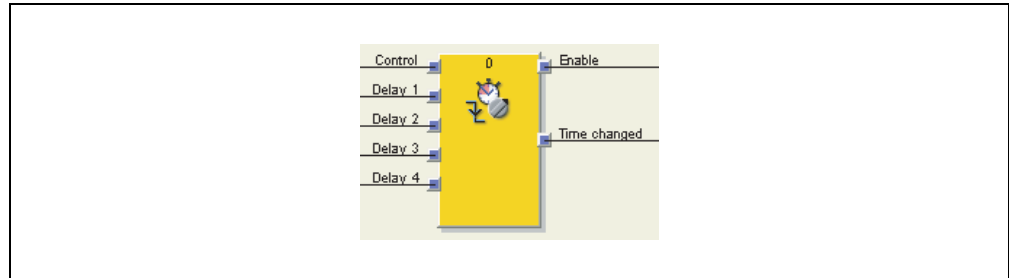 Control
0
Enable
Delay 1
Delay 2
Time changed
Delay 3
Delay 4